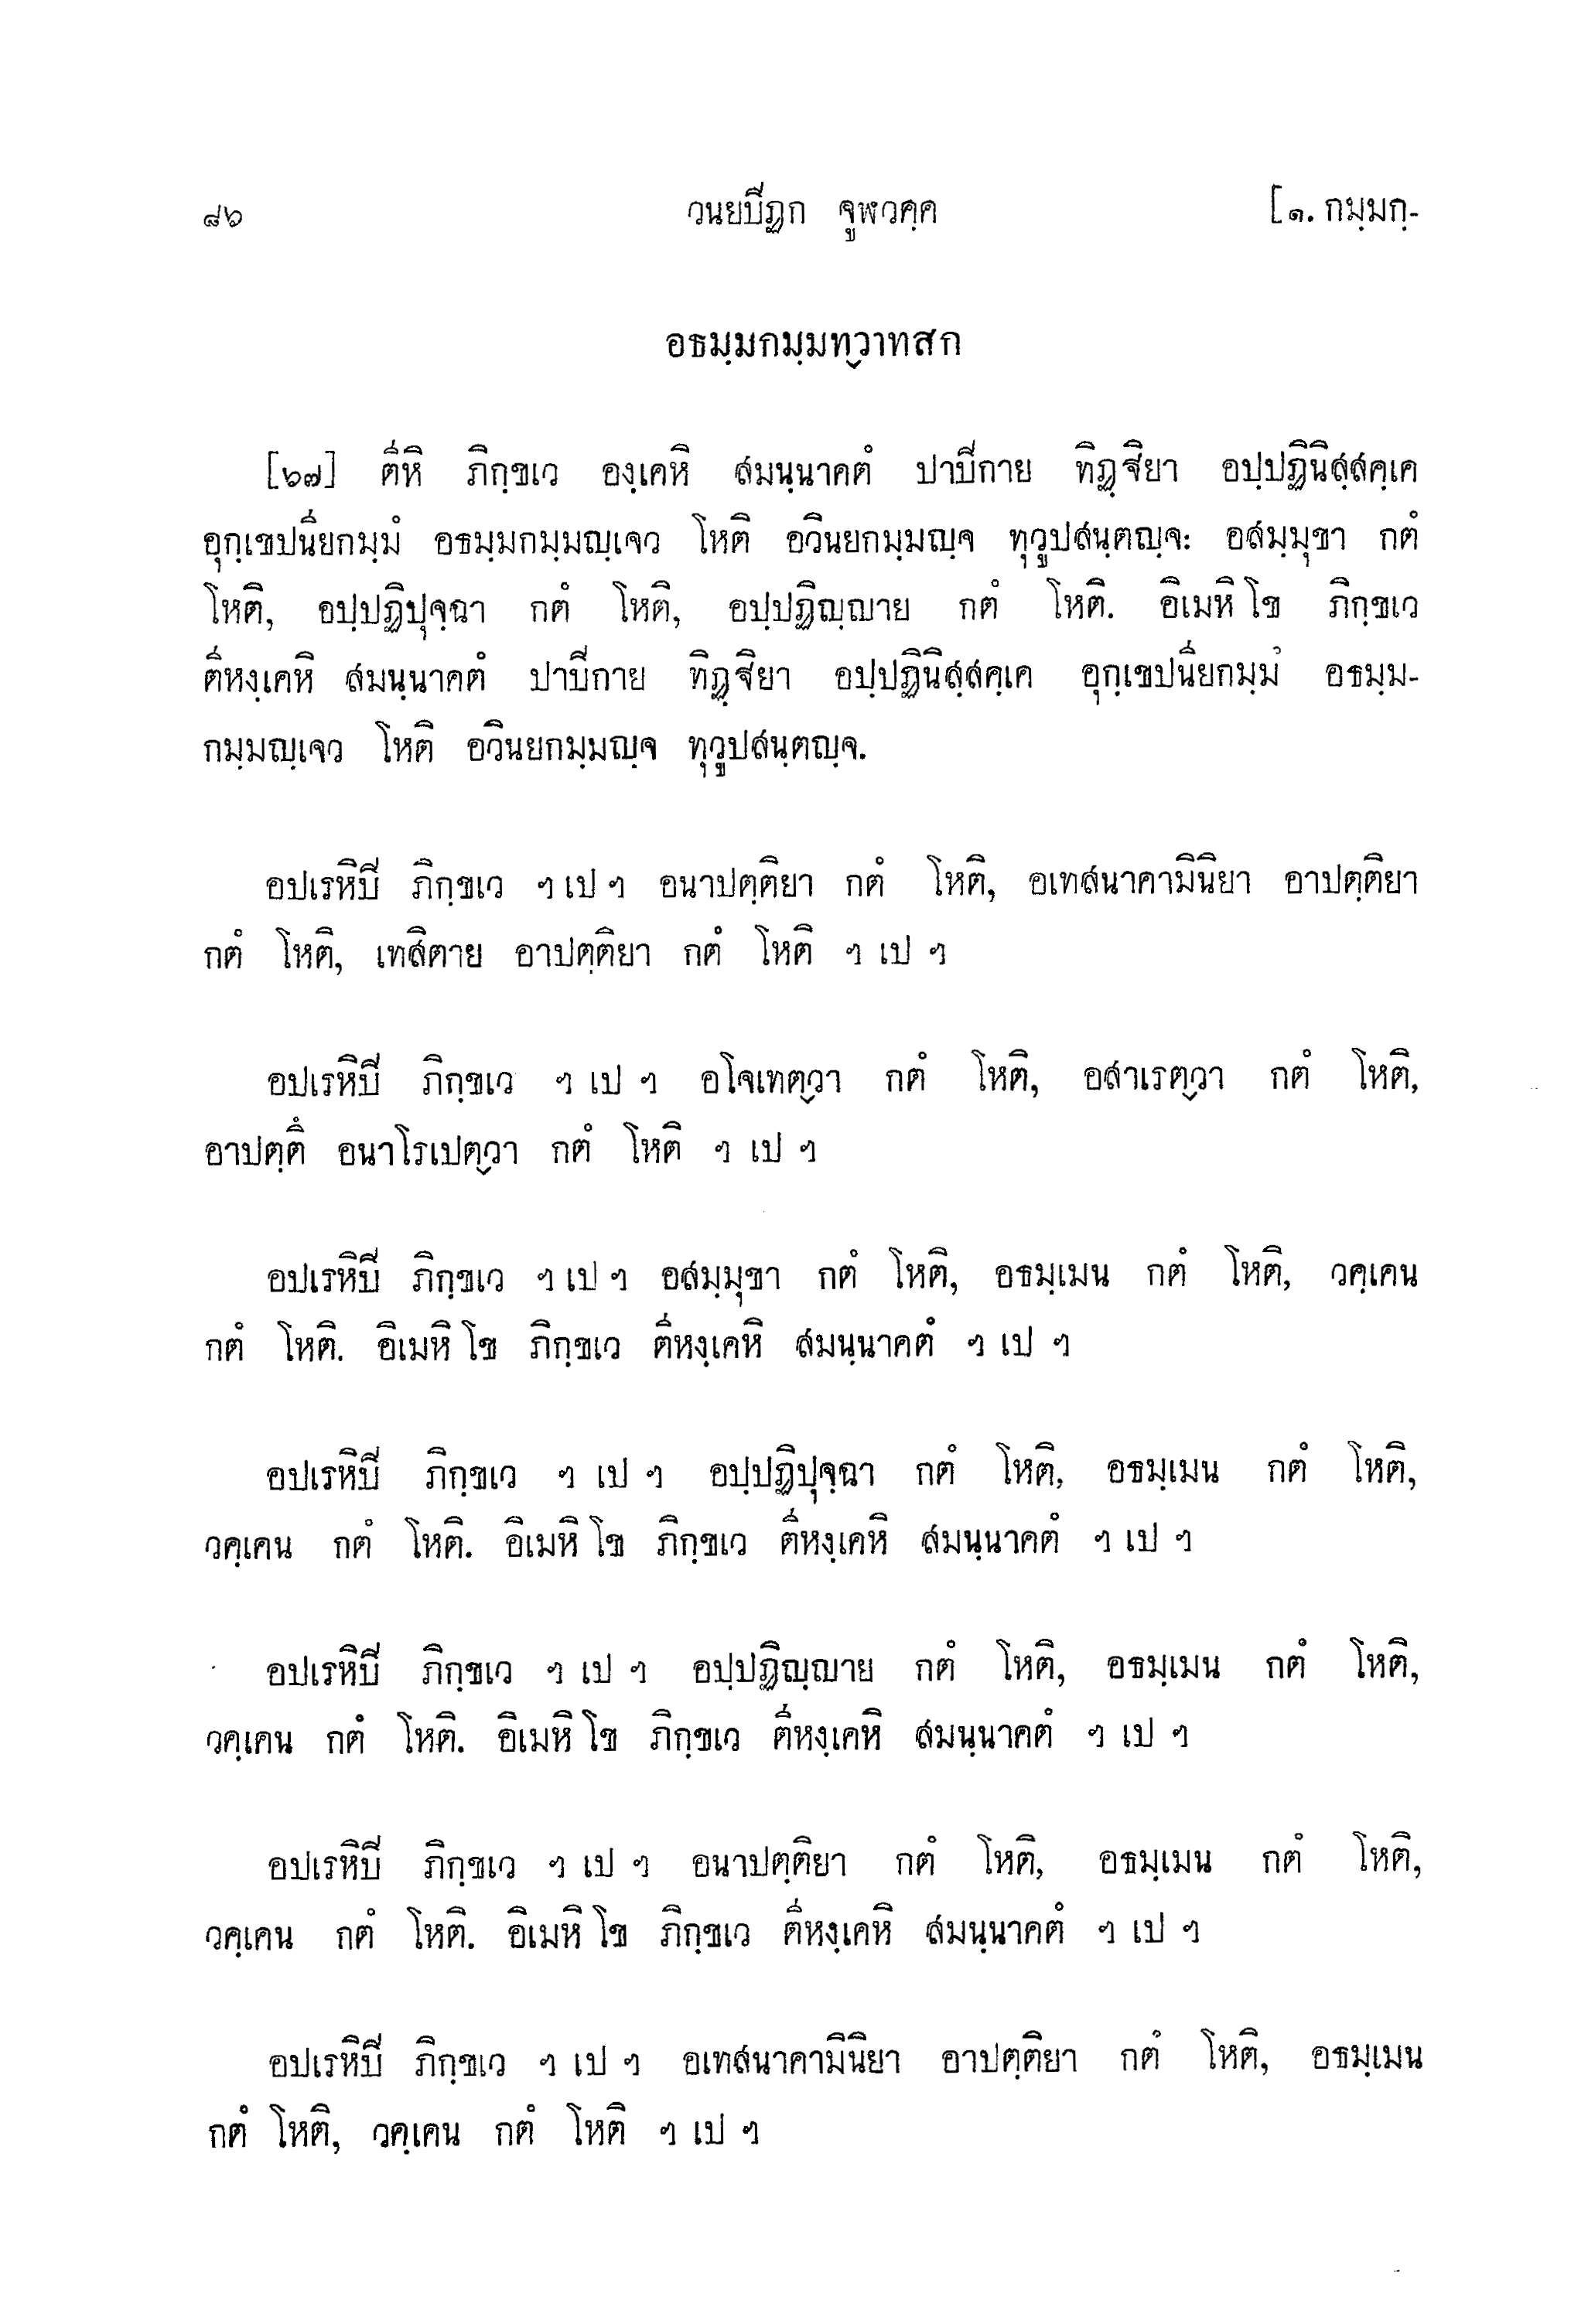 ๘๖ วินยปิฏก จูฬวคฺค [๑. กมฺมกฺ-
อธมฺมกมฺมทฺวาทสก
[๖๗] ตีหิ ภิกฺขเว องฺเคหิ สมนฺนาคตํ ปาปิกาย ทิฏฺฐิยา อปฺปฏินิสฺสคฺเค
อุกฺเขปนียกมฺมํ อธมฺมกมฺมญฺเจว โหติ อวินยกมฺมญฺจ ทุวูปสนฺตญฺจ: อสมฺมุขา กตํ
โหติ, อปฺปฏิปุจฺฉา กตํ โหติ, อปฺปฏิญฺญาย กตํ โหติ. อิเมหิ โข ภิกฺขเว
ตีหงฺเคหิ สมนฺนาคตํ ปาปิกาย ทิฏฺฐิยา อปฺปฏินิสฺสคฺเค อุกฺเขปนียกมฺมํ อธมฺม-
กมฺมญฺเจว โหติ อวินยกมฺมญฺจ ทุวูปสนฺตญฺจ.
อปเรหิปิ ภิกฺขเว ฯ เป ฯ อนาปตฺติยา กตํ โหติ, อเทสนาคามินิยา อาปตฺติยา
กตํ โหติ, เทสิตาย อาปตฺติยา กตํ โหติ ฯ เป ฯ
อปเรหิปิ ภิกฺขเว ฯ เป ฯ อโจเทตฺวา กตํ โหติ, อสาเรตฺวา กตํ โหติ,
อาปตฺตึ อนาโรเปตฺวา กตํ โหติ ฯ เป ฯ
อปเรหิปิ ภิกฺขเว ฯ เป ฯ อสมฺมุขา กตํ โหติ, อธมฺเมน กตํ โหติ, วคฺเคน
กตํ โหติ. อิเมหิ โข ภิกฺขเว ตีหงฺเคหิ สมนฺนาคตํ ฯ เป ฯ
อปเรหิปิ ภิกฺขเว ฯ เป ฯ อปฺปฏิปุจฺฉา กตํ โหติ, อธมฺเมน กตํ โหติ,
วคฺเคน กตํ โหติ. อิเมหิ โข ภิกฺขเว ตีหงฺเคหิ สมนฺนาคตํ ฯ เป ฯ
อปเรหิปิ ภิกฺขเว ฯ เป ฯ อปฺปฏิญฺญาย กตํ โหติ, อธมฺเมน กตํ โหติ,
วคฺเคน กตํ โหติ. อิเมหิ โข ภิกฺขเว ตีหงฺเคหิ สมนฺนาคตํ ฯ เป ฯ
อปเรหิปิ ภิกฺขเว ฯ เป ฯ อนาปตฺติยา กตํ โหติ, อธมฺเมน กตํ โหติ,
วคฺเคน กตํ โหติ. อิเมหิ โข ภิกฺขเว ตีหงฺเคหิ สมนฺนาคตํ ฯ เป ฯ
อปเรหิปิ ภิกฺขเว ฯ เป ฯ อเทสนาคามินิยา อาปตฺติยา กตํ โหติ, อธมฺเมน
กตํ โหติ, วคฺเคน กตํ โหติ ฯ เป ฯ